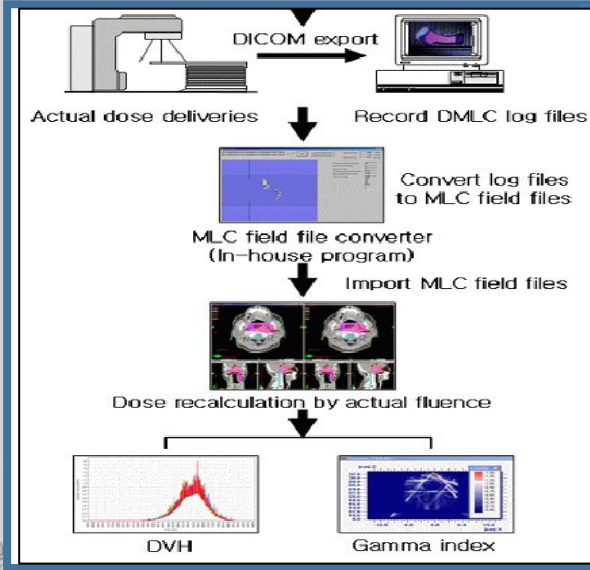 DICOM export
Actual dose deliveries
Record DMLC log files
Convert log files
to MLC field files
MLC field file converter
(In-house program)
Import MLC field files
Dose recalculation by actual fluence
DVH
Gamma index